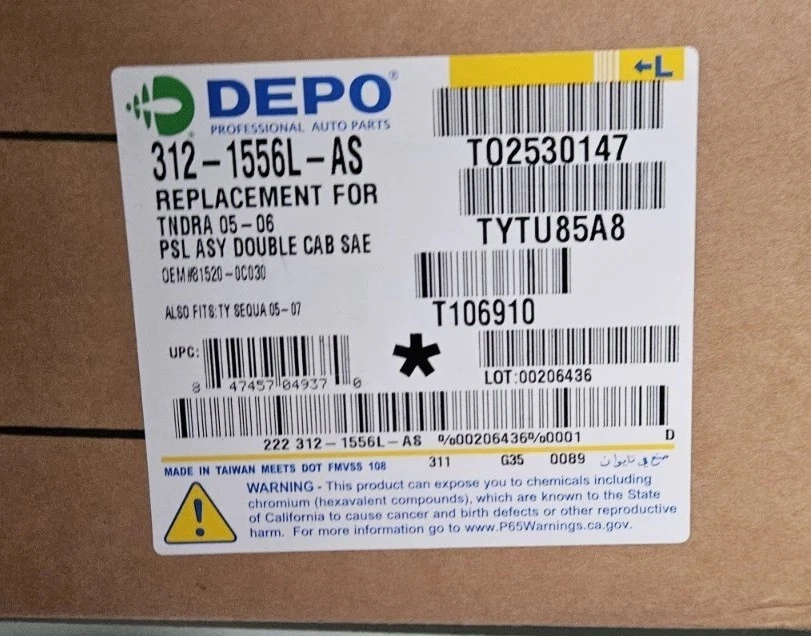 DEPO®
PROFESSIONAL AUTO PARTS
←L
312-1556L-AS
REPLACEMENT FOR
TNDRA 05-06
PSL ASY DOUBLE CAB SAE
OEM#81520-0C030
ALSO FITS:TY SEQUA 05-07
TO2530147
TYTU85A8
T106910
UPC:
8 47457 04937 0
*
LOT:00206436
222 312-1556L-AS %00206436%0001 D
MADE IN TAIWAN MEETS DOT FMVSS 108 311 G35 0089 صنع في تايوان
WARNING - This product can expose you to chemicals including
chromium (hexavalent compounds), which are known to the State
of California to cause cancer and birth defects or other reproductive
harm. For more information go to www.P65Warnings.ca.gov.